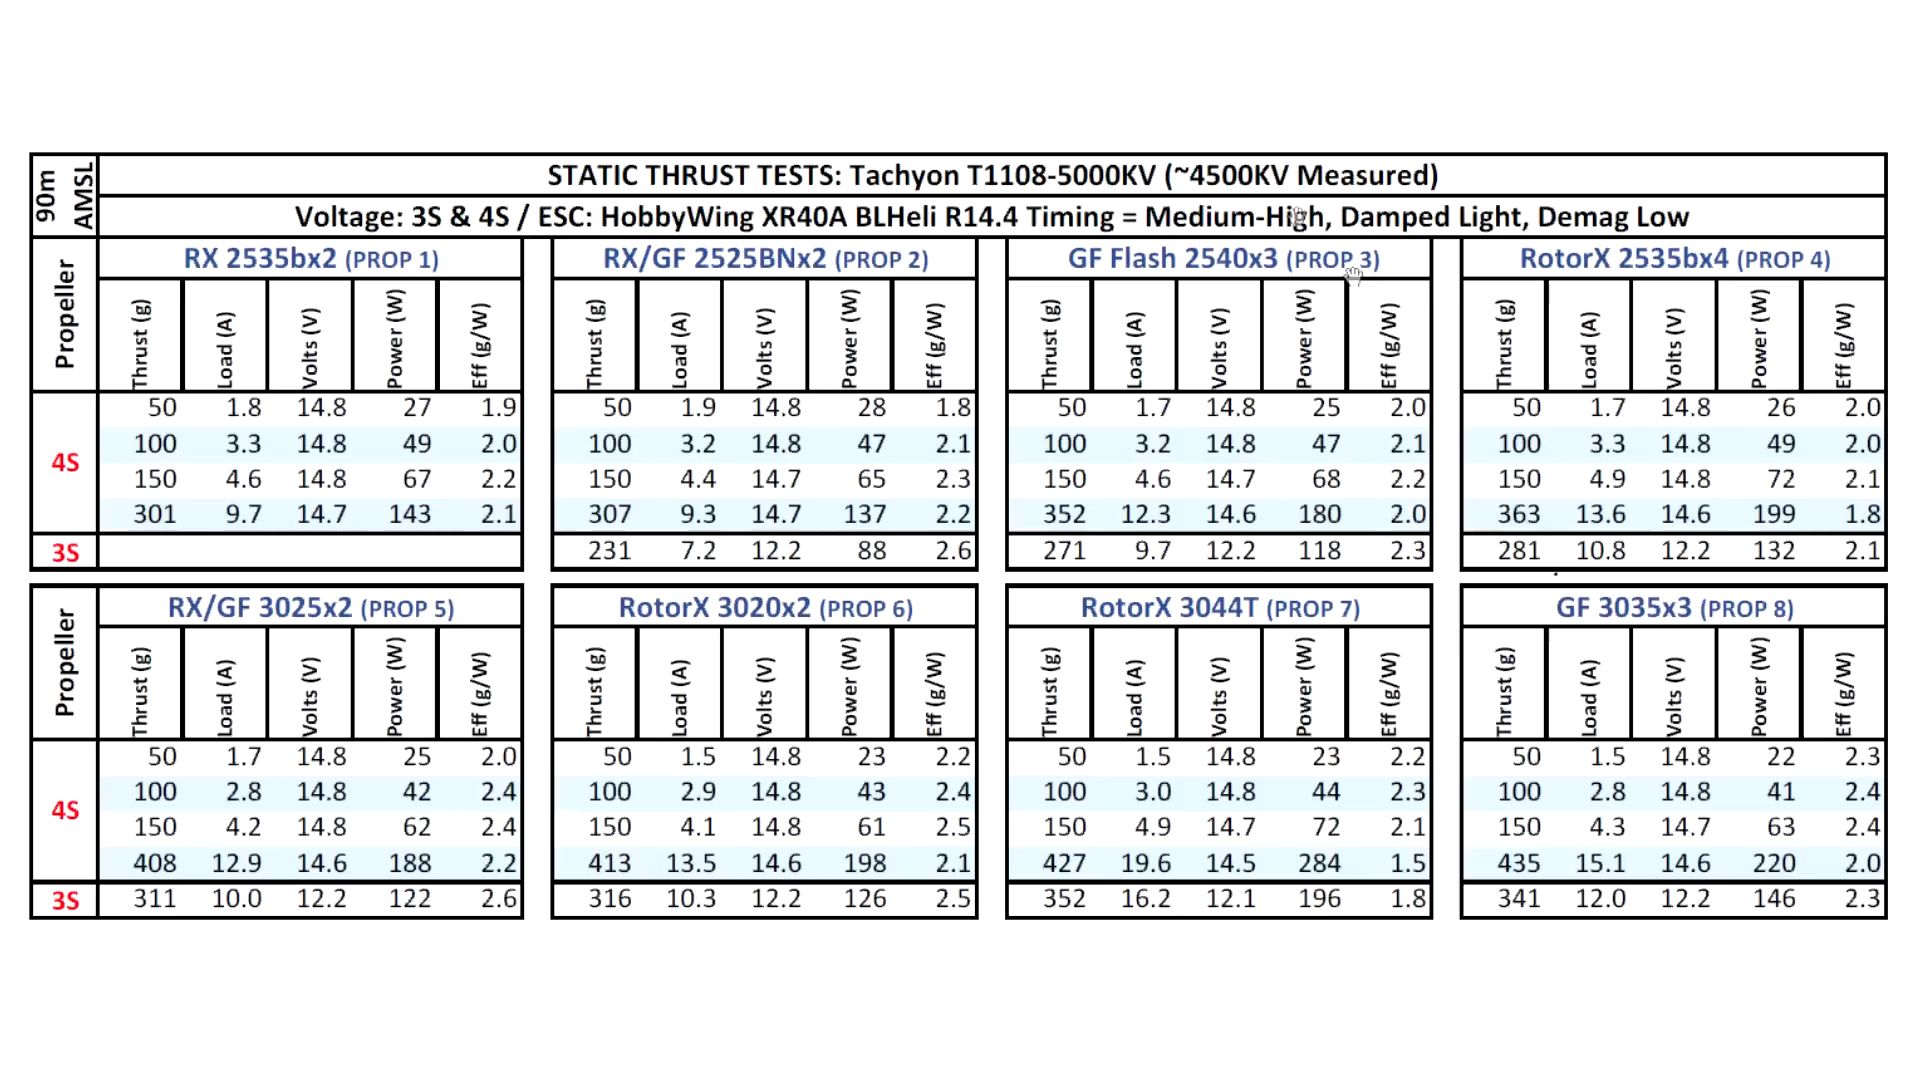 90m AMSL
STATIC THRUST TESTS: Tachyon T1108-5000KV (~4500KV Measured)
Voltage: 3S & 4S / ESC: HobbyWing XR40A BLHeli R14.4 Timing = Medium-High, Damped Light, Demag Low
Propeller RX 2535bx2 (PROP 1) RX/GF 2525BNx2 (PROP 2) GF Flash 2540x3 (PROP 3) RotorX 2535bx4 (PROP 4)
Thrust (g) Load (A) Volts (V) Power (W) Eff (g/W) Thrust (g) Load (A) Volts (V) Power (W) Eff (g/W) Thrust (g) Load (A) Volts (V) Power (W) Eff (g/W) Thrust (g) Load (A) Volts (V) Power (W) Eff (g/W)
4S
50 1.8 14.8 27 1.9 50 1.9 14.8 28 1.8 50 1.7 14.8 25 2.0 50 1.7 14.8 26 2.0
100 3.3 14.8 49 2.0 100 3.2 14.8 47 2.1 100 3.2 14.8 47 2.1 100 3.3 14.8 49 2.0
150 4.6 14.8 67 2.2 150 4.4 14.7 65 2.3 150 4.6 14.7 68 2.2 150 4.9 14.8 72 2.1
301 9.7 14.7 143 2.1 307 9.3 14.7 137 2.2 352 12.3 14.6 180 2.0 363 13.6 14.6 199 1.8
3S 231 7.2 12.2 88 2.6 271 9.7 12.2 118 2.3 281 10.8 12.2 132 2.1
Propeller RX/GF 3025x2 (PROP 5) RotorX 3020x2 (PROP 6) RotorX 3044T (PROP 7) GF 3035x3 (PROP 8)
Thrust (g) Load (A) Volts (V) Power (W) Eff (g/W) Thrust (g) Load (A) Volts (V) Power (W) Eff (g/W) Thrust (g) Load (A) Volts (V) Power (W) Eff (g/W) Thrust (g) Load (A) Volts (V) Power (W) Eff (g/W)
4S
50 1.7 14.8 25 2.0 50 1.5 14.8 23 2.2 50 1.5 14.8 23 2.2 50 1.5 14.8 22 2.3
100 2.8 14.8 42 2.4 100 2.9 14.8 43 2.4 100 3.0 14.8 44 2.3 100 2.8 14.8 41 2.4
150 4.2 14.8 62 2.4 150 4.1 14.8 61 2.5 150 4.9 14.7 72 2.1 150 4.3 14.7 63 2.4
408 12.9 14.6 188 2.2 413 13.5 14.6 198 2.1 427 19.6 14.5 284 1.5 435 15.1 14.6 220 2.0
3S 311 10.0 12.2 122 2.6 316 10.3 12.2 126 2.5 352 16.2 12.1 196 1.8 341 12.0 12.2 146 2.3